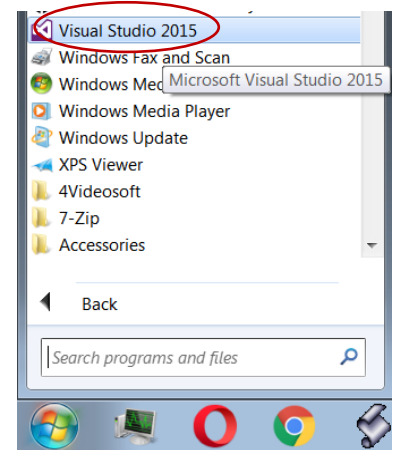 Visual Studio 2015
Windows Fax and Scan
Windows Med
Microsoft Visual Studio 2015
Windows Media Player
Windows Update
XPS Viewer
4Videosoft
7-Zip
Accessories
Back
Search programs and files